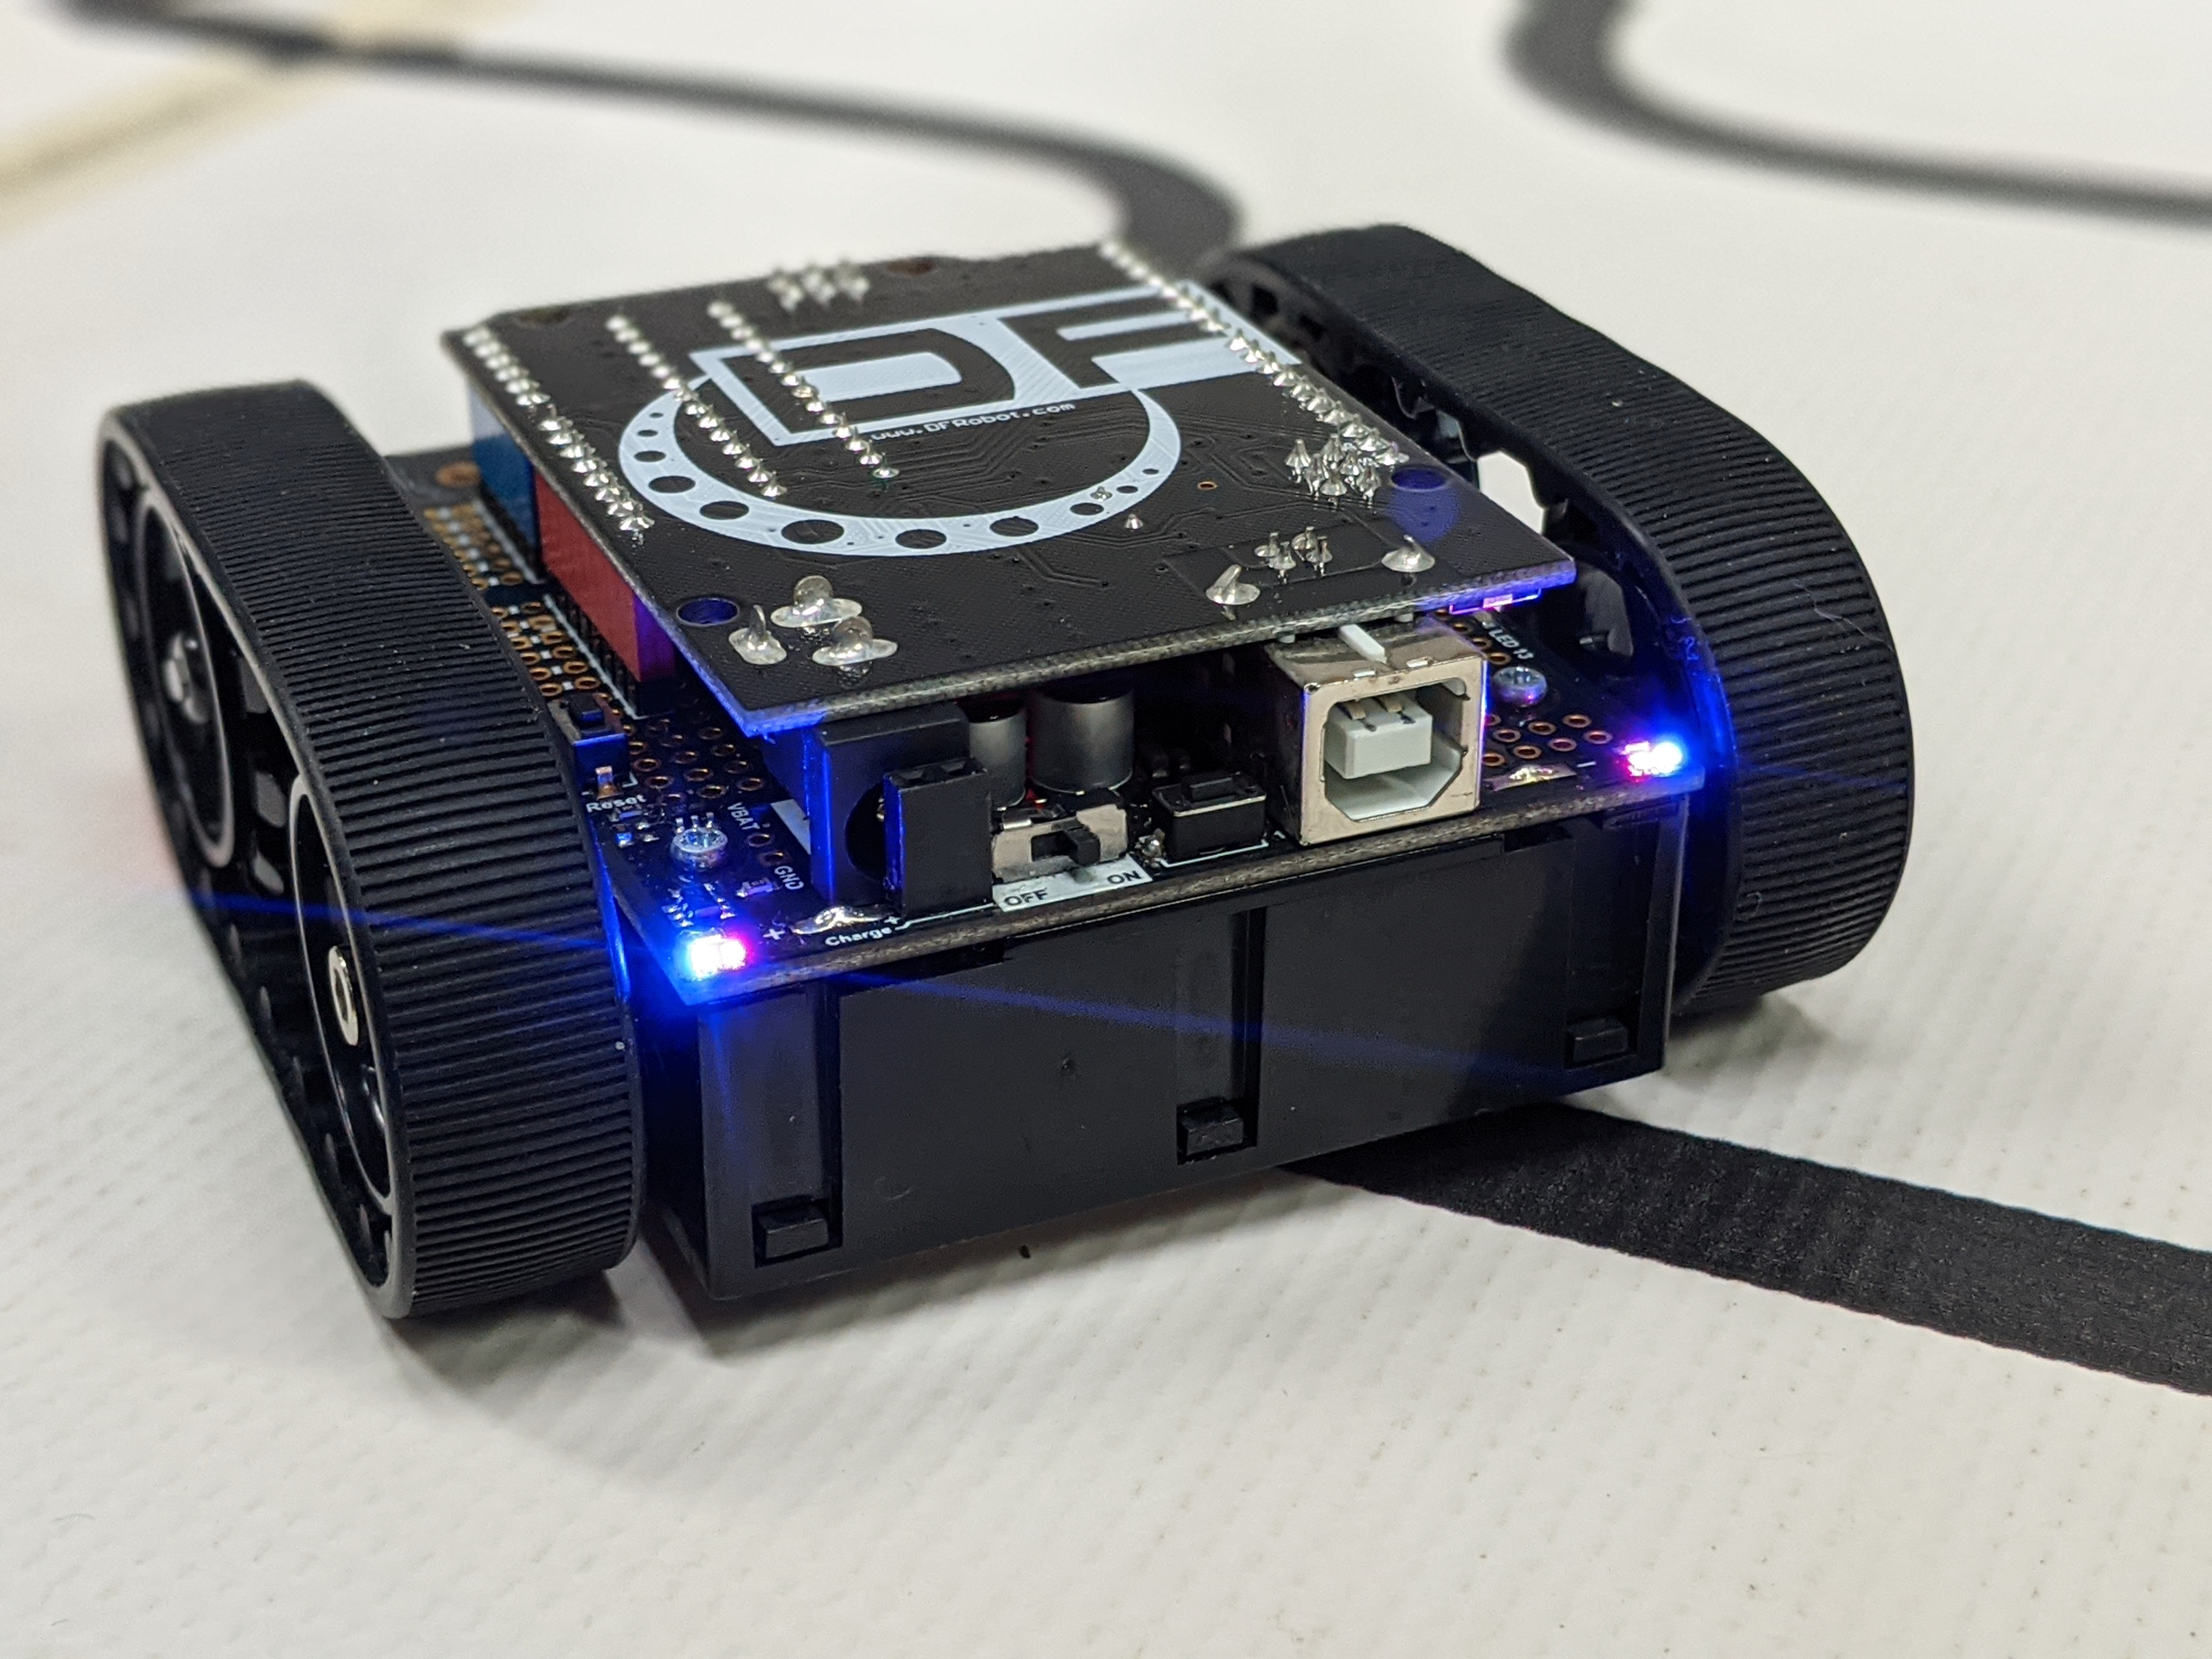 DF
www.DFRobot.com
LED 13
Reset
VBAT
GND
OFF ON
+
-
Charge
+